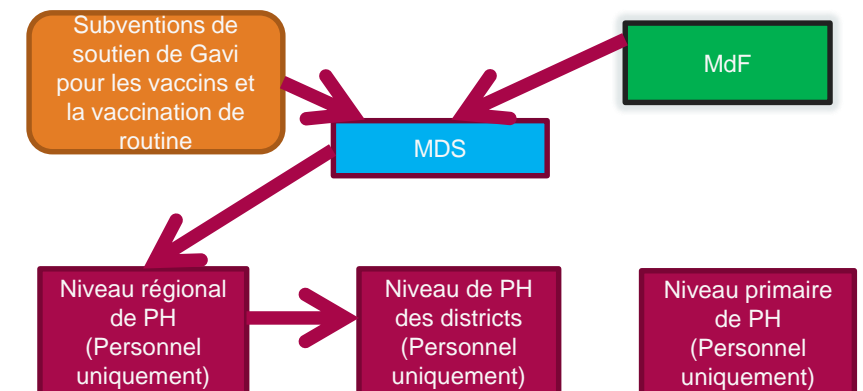 Subventions de
soutien de Gavi
pour les vaccins et
la vaccination de
routine
MdF
MDS
Niveau régional
de PH
(Personnel
uniquement)
Niveau de PH
des districts
(Personnel
uniquement)
Niveau primaire
de PH
(Personnel
uniquement)